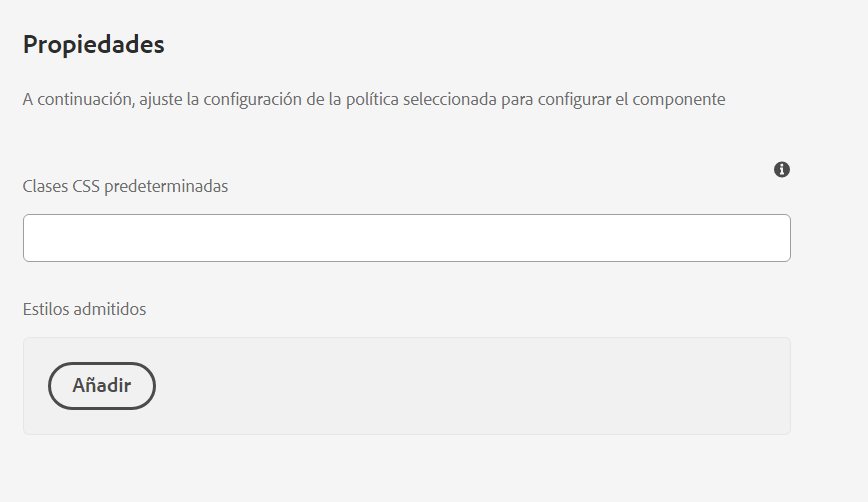 Propiedades
A continuación, ajuste la configuración de la política seleccionada para configurar el componente
Clases CSS predeterminadas
Estilos admitidos
Añadir